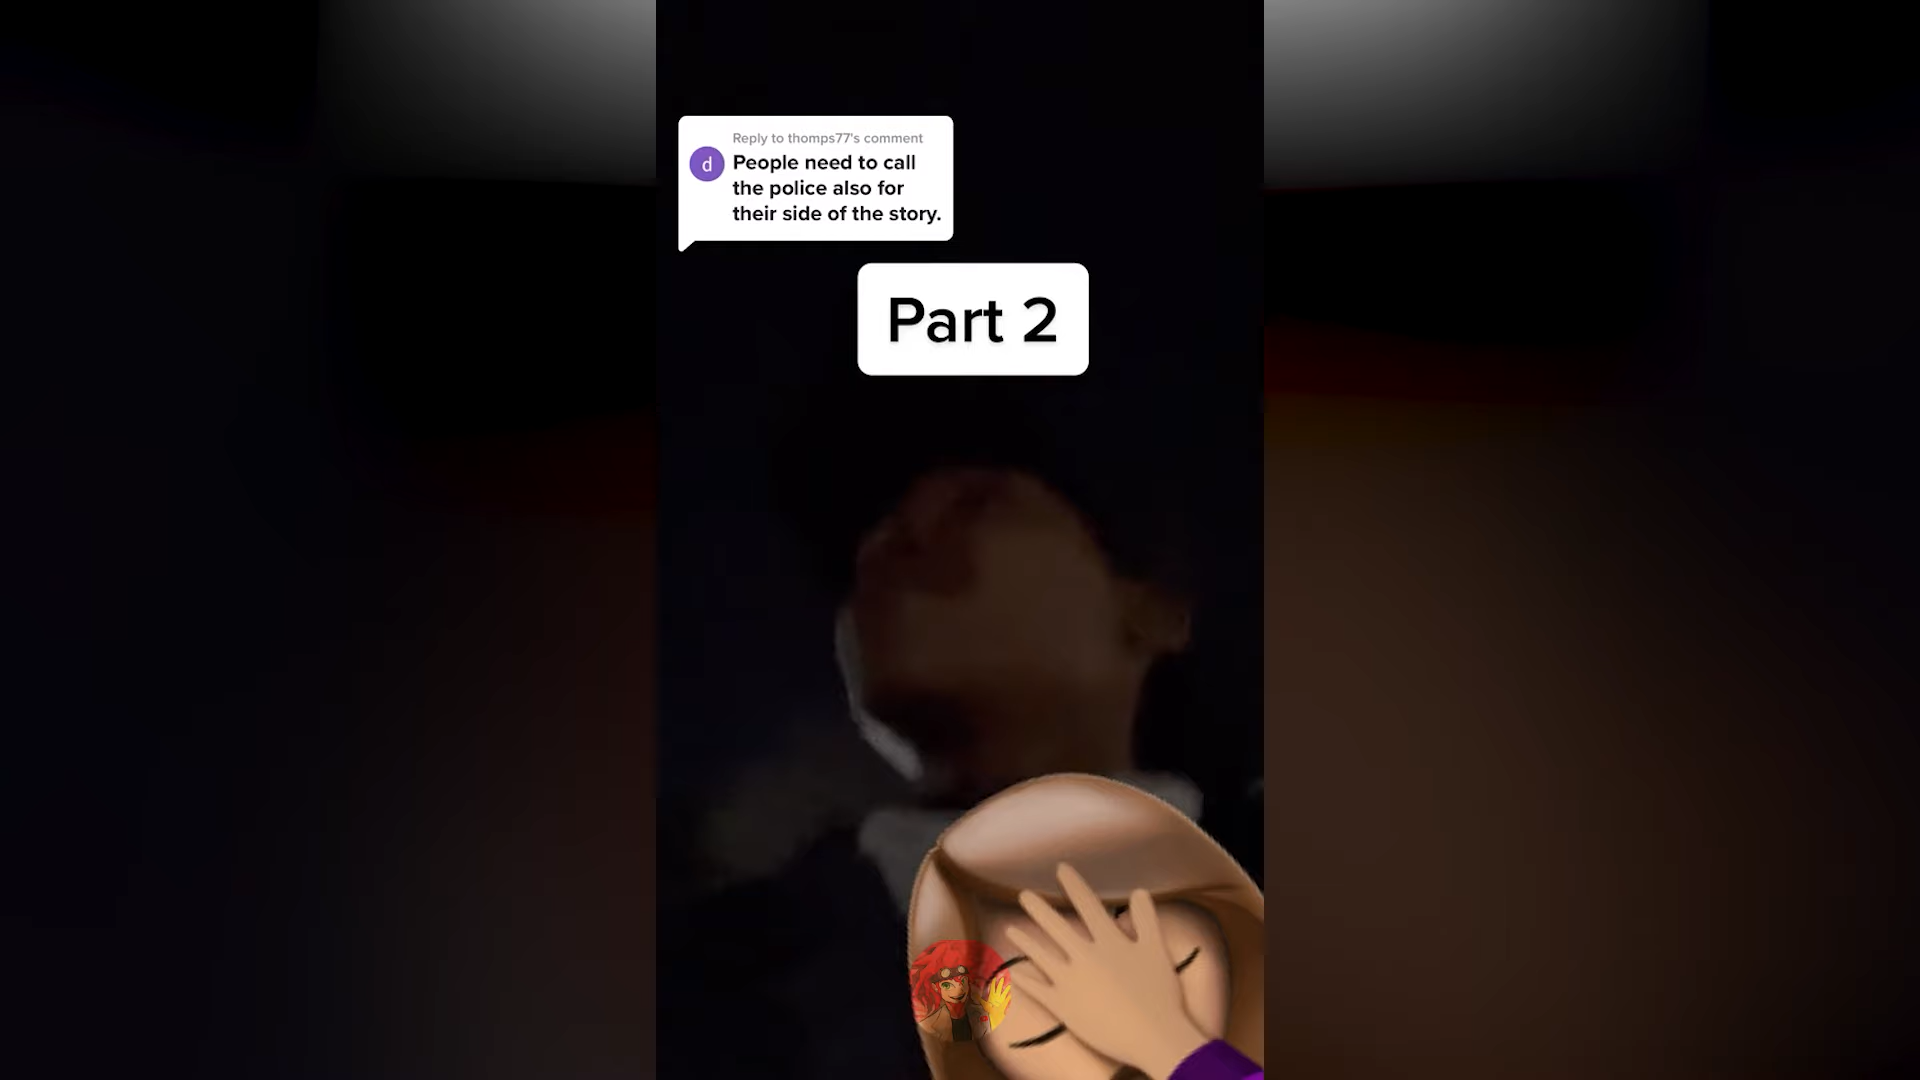 Reply to thomps77's comment
d
People need to call
the police also for
their side of the story.
Part 2